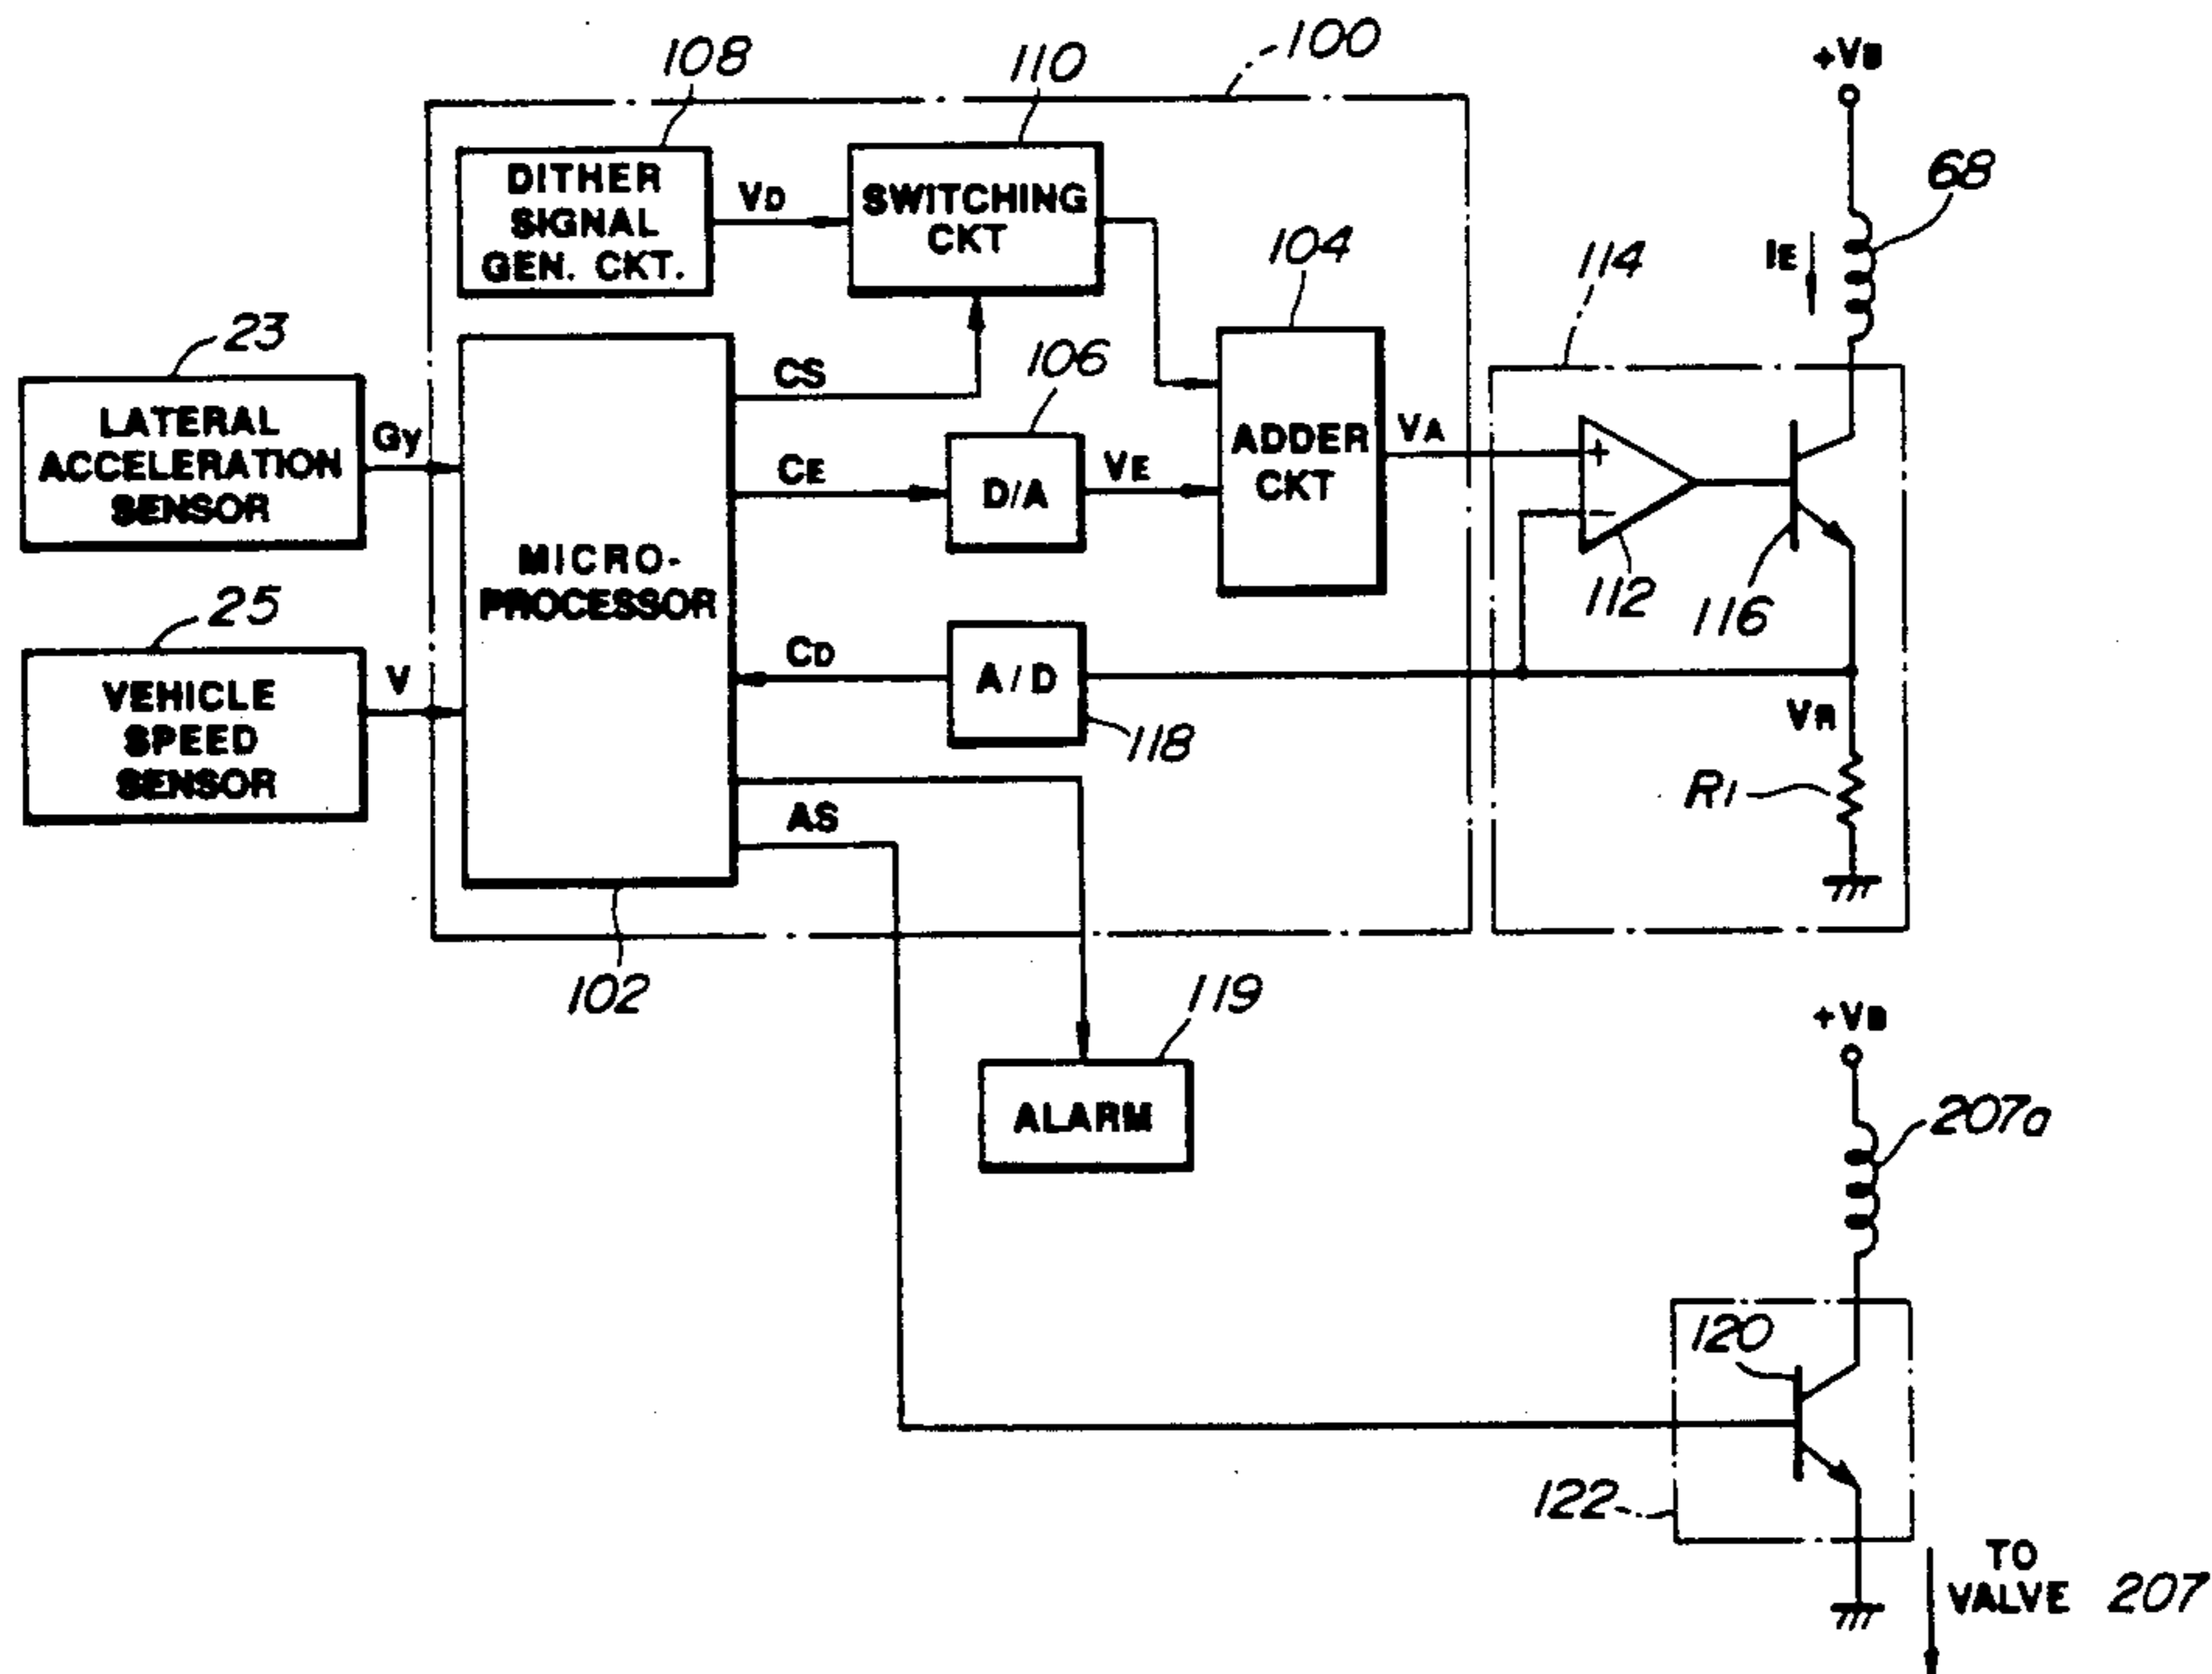 108
110
100
+VB
DITHER
SIGNAL
GEN. CKT.
VD
SWITCHING
CKT
68
104
114
IE
23
CS
106
LATERAL
ACCELERATION
SENSOR
Gy
CE
D/A
VE
ADDER
CKT
VA
+
−
112
116
MICRO-
PROCESSOR
25
VEHICLE
SPEED
SENSOR
V
CD
A/D
118
VR
R1
AS
102
119
ALARM
+VB
207a
120
122
TO
VALVE 207